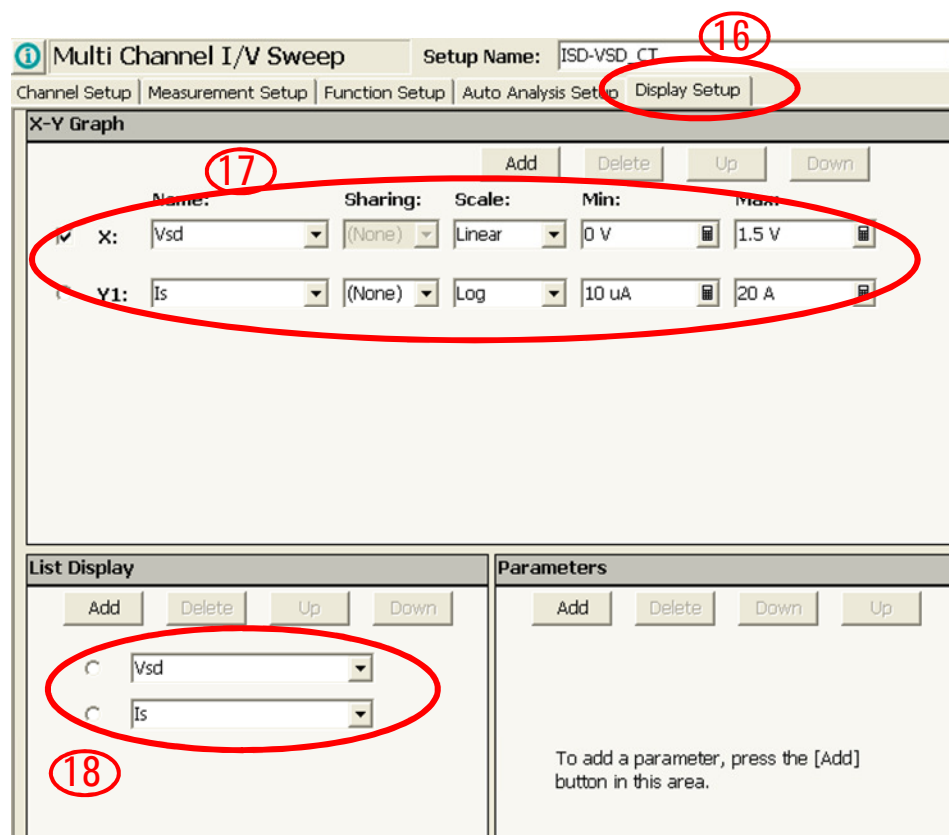 16
Multi Channel I/V Sweep Setup Name: ISD-VSD_CT
Channel Setup Measurement Setup Function Setup Auto Analysis Setup Display Setup
X-Y Graph
17
Add Delete Up Down
Name: Sharing: Scale: Min: Max:
X: Vsd (None) Linear 0 V 1.5 V
Y1: Is (None) Log 10 uA 20 A
List Display Parameters
Add Delete Up Down Add Delete Down Up
Vsd
Is
18
To add a parameter, press the [Add]
button in this area.